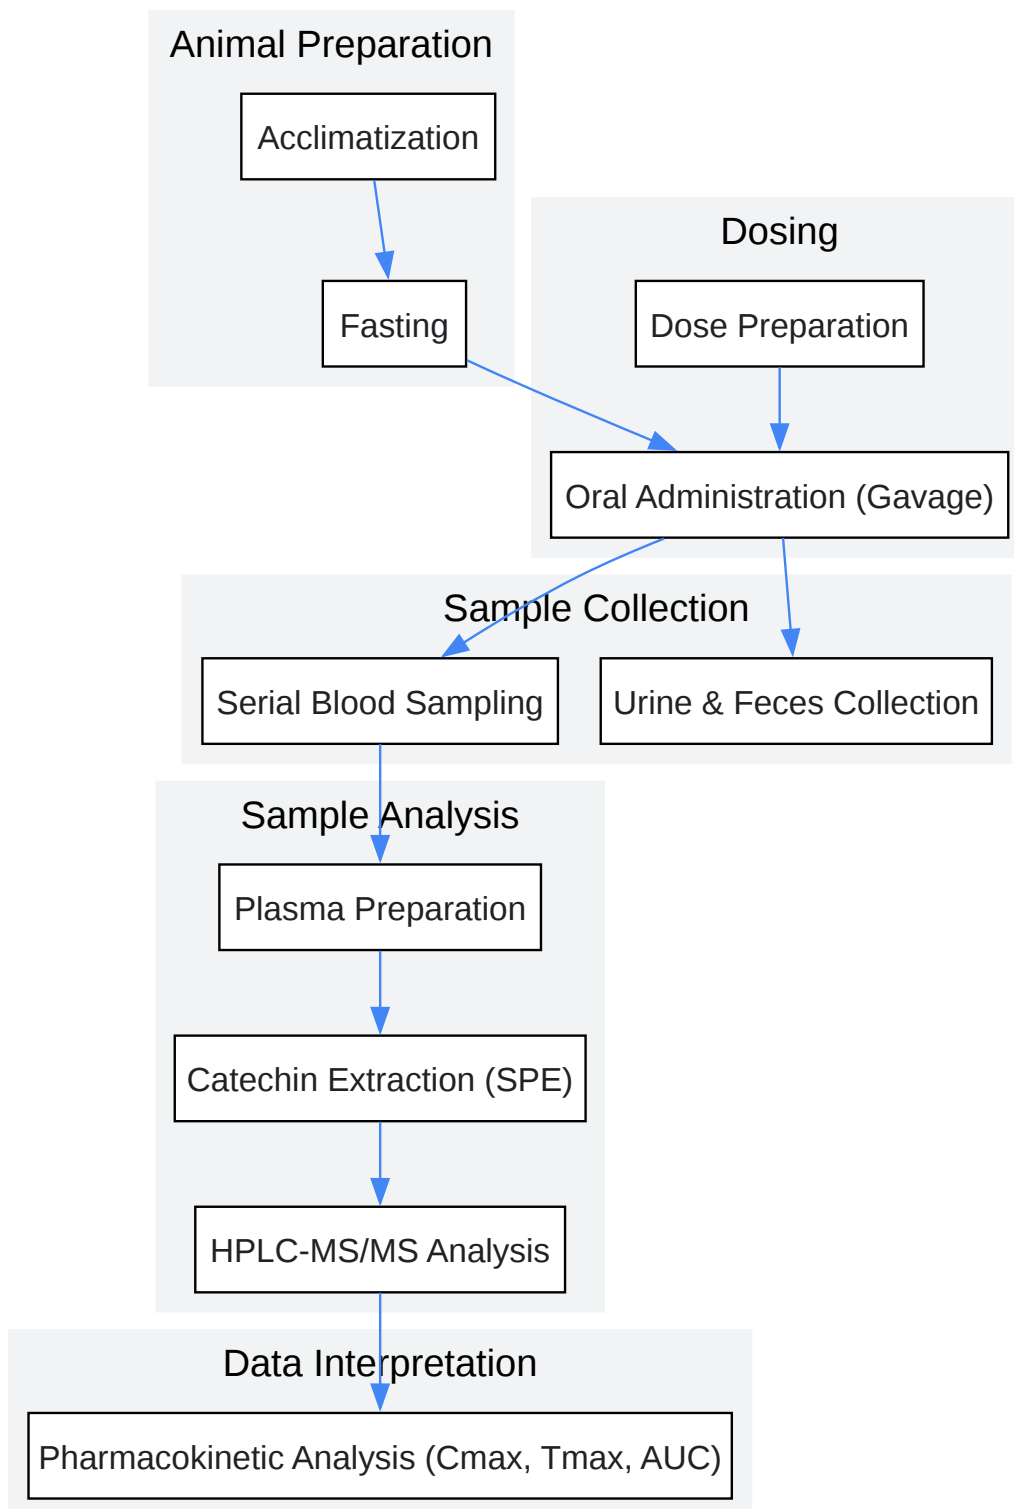 Animal Preparation
Acclimatization
Fasting
Dosing
Dose Preparation
Oral Administration (Gavage)
Sample Collection
Serial Blood Sampling
Urine & Feces Collection
Sample Analysis
Plasma Preparation
Catechin Extraction (SPE)
HPLC-MS/MS Analysis
Data Interpretation
Pharmacokinetic Analysis (Cmax, Tmax, AUC)